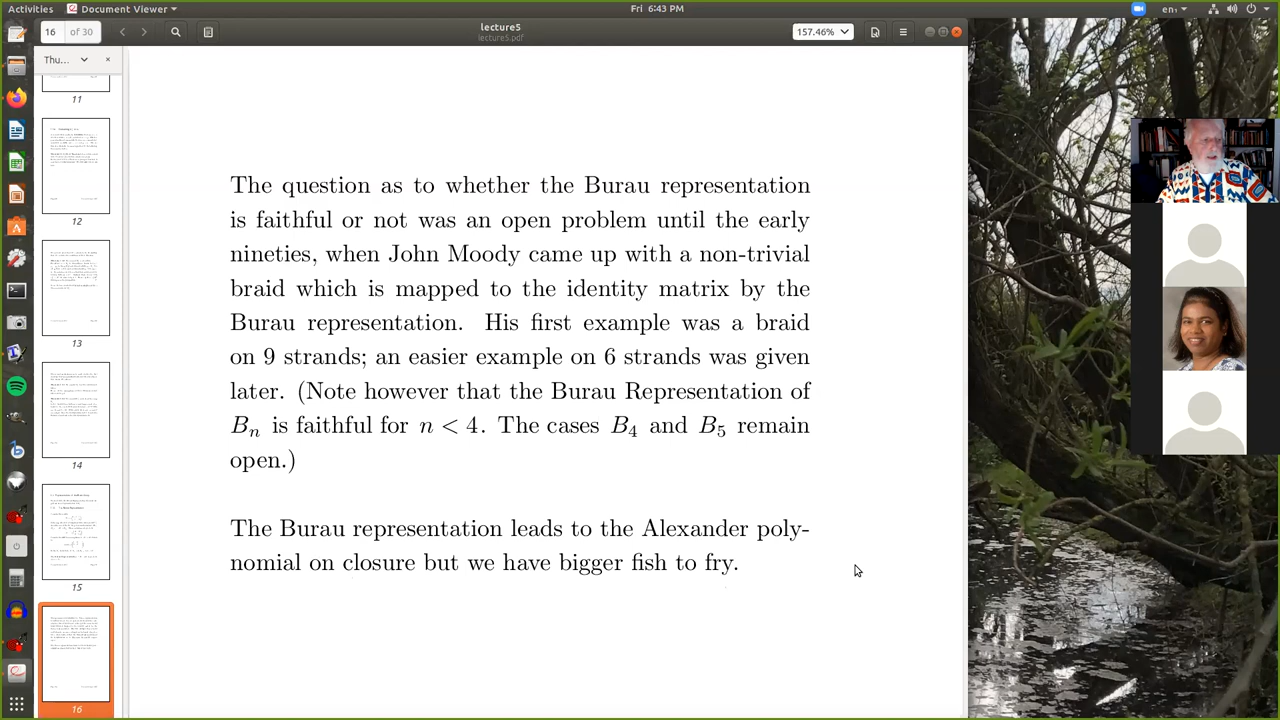 Activities
Document Viewer
Fri 6:43 PM
en1
16 of 30
lecture5
lecture5.pdf
157.46%
Thu...
11
12
13
14
15
16
The question as to whether the Burau representation
is faithful or not was an open problem until the early
nineties, when John Moody came up with a non-trivial
braid which is mapped to the identity matrix by the
Burau representation. His first example was a braid
on 9 strands; an easier example on 6 strands was given
later. (Note however that the Burau Representation of
Bn is faithful for n < 4. The cases B4 and B5 remain
open.)
The Burau representation leads to the Alexander poly-
nomial on closure but we have bigger fish to fry.